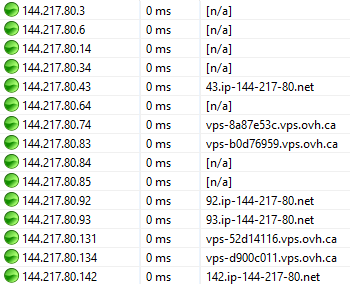 144.217.80.3 0 ms [n/a]
144.217.80.6 0 ms [n/a]
144.217.80.14 0 ms [n/a]
144.217.80.34 0 ms [n/a]
144.217.80.43 0 ms 43.ip-144-217-80.net
144.217.80.64 0 ms [n/a]
144.217.80.74 0 ms vps-8a87e53c.vps.ovh.ca
144.217.80.83 0 ms vps-b0d76959.vps.ovh.ca
144.217.80.84 0 ms [n/a]
144.217.80.85 0 ms [n/a]
144.217.80.92 0 ms 92.ip-144-217-80.net
144.217.80.93 0 ms 93.ip-144-217-80.net
144.217.80.131 0 ms vps-52d14116.vps.ovh.ca
144.217.80.134 0 ms vps-d900c011.vps.ovh.ca
144.217.80.142 0 ms 142.ip-144-217-80.net